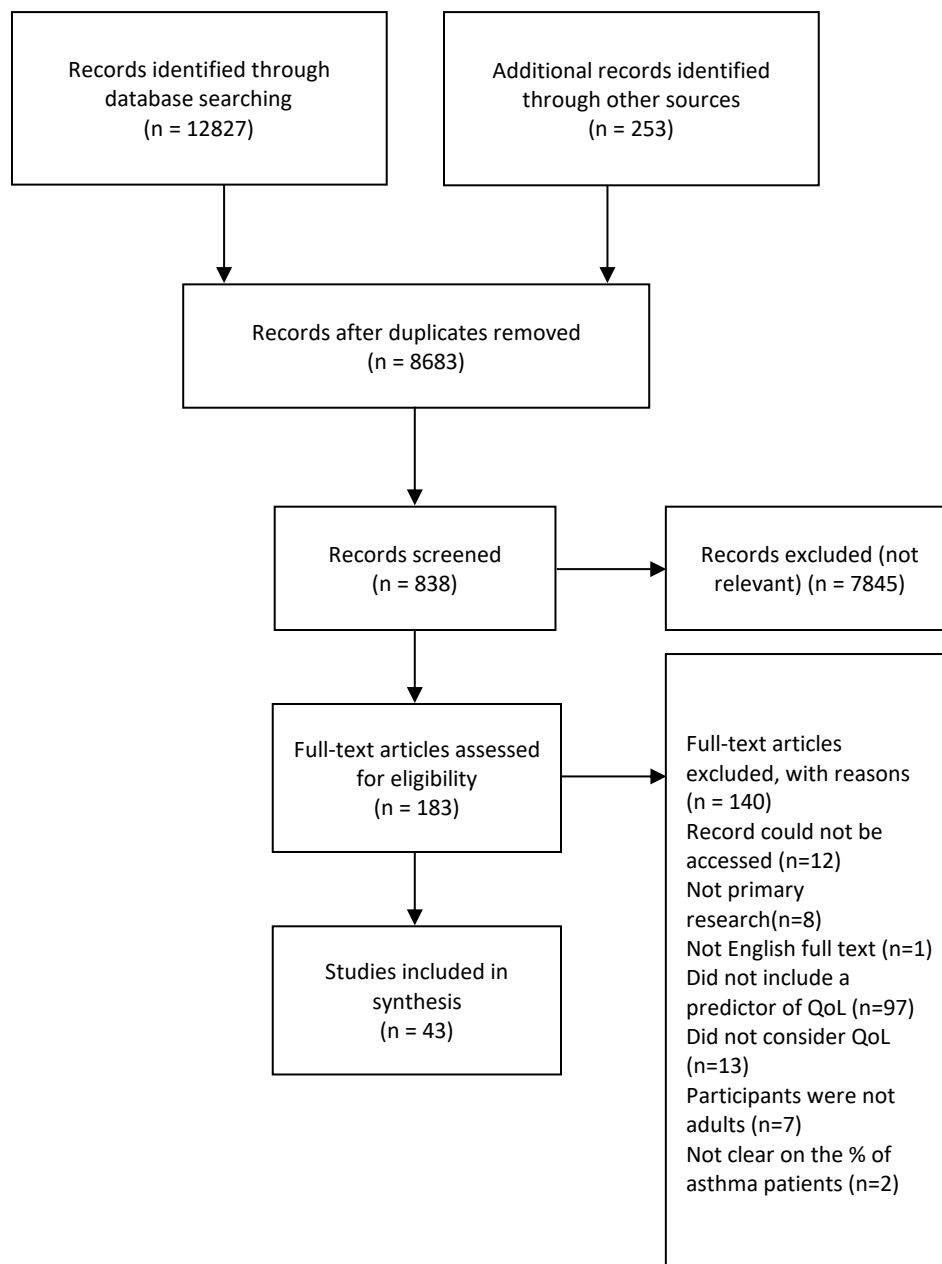 Records identified through
database searching
(n = 12827)
Additional records identified
through other sources
(n = 253)
Records after duplicates removed
(n = 8683)
Records screened
(n = 838)
Records excluded (not
relevant) (n = 7845)
Full-text articles assessed
for eligibility
(n = 183)
Full-text articles
excluded, with reasons
(n = 140)
Record could not be
accessed (n=12)
Not primary
research(n=8)
Not English full text (n=1)
Did not include a
predictor of QoL (n=97)
Did not consider QoL
(n=13)
Participants were not
adults (n=7)
Not clear on the % of
asthma patients (n=2)
Studies included in
synthesis
(n = 43)